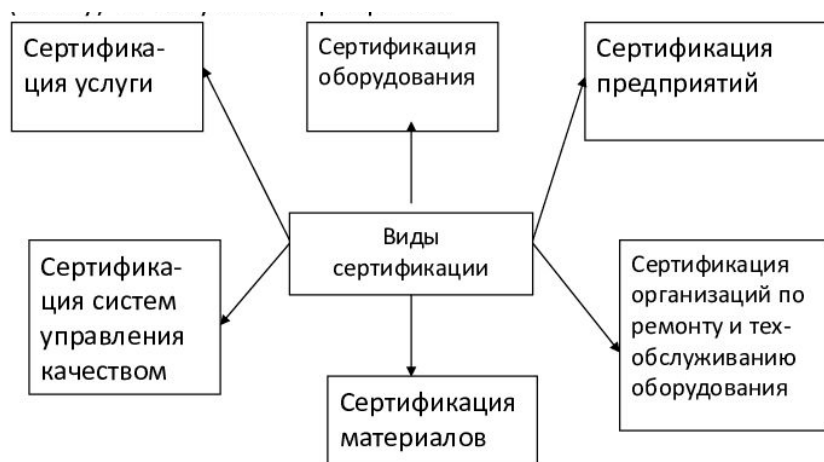 Сертифика-
ция услуги
Сертификация
оборудования
Сертификация
предприятий
Виды
сертификации
Сертифика-
ция систем
управления
качеством
Сертификация
организаций по
ремонту и тех-
обслуживанию
оборудования
Сертификация
материалов